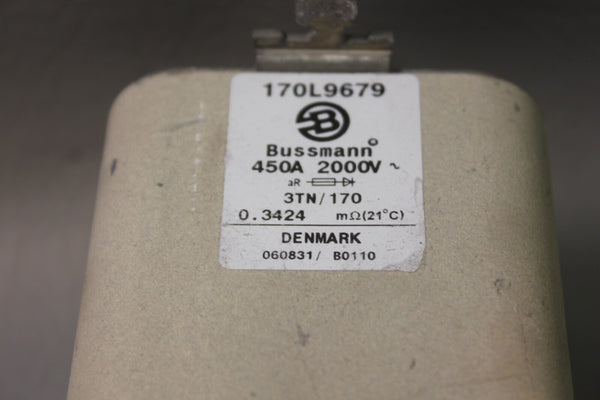 170L9679
B
Bussmann®
450A 2000V ~
aR
3TN/170
0.3424 mΩ(21°C)
DENMARK
060831/ B0110